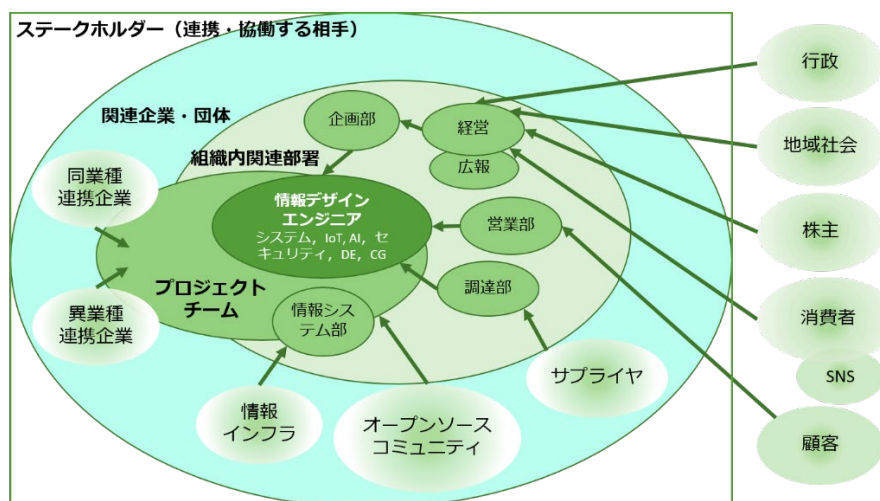 ステークホルダー（連携・協働する相手）
関連企業・団体
組織内関連部署
企画部
経営
広報
同業種
連携企業
情報デザイン
エンジニア
システム，IoT, AI，セ
キュリティ，DE，CG
営業部
調達部
プロジェクト
チーム
異業種
連携企業
情報シス
テム部
情報
インフラ
オープンソース
コミュニティ
サプライヤ
行政
地域社会
株主
消費者
SNS
顧客